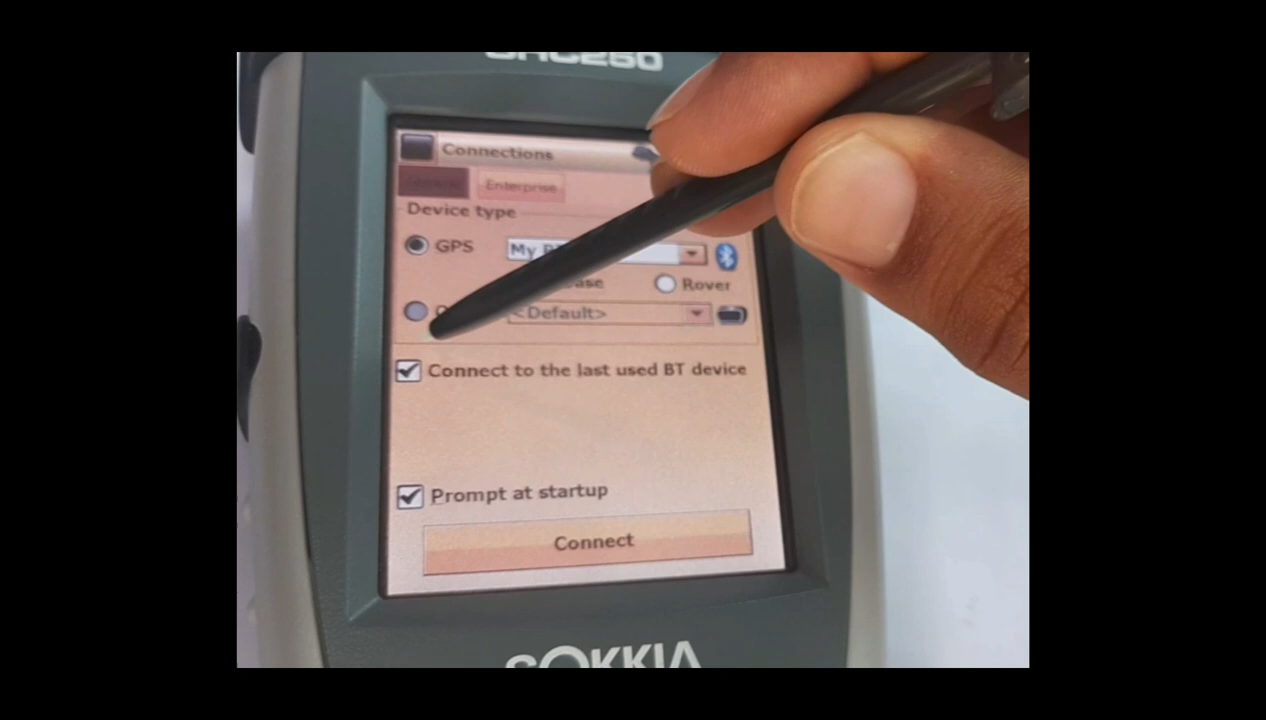 SHC250
Connections
Enterprise
Device type
GPS My
Rover
<Default>
Connect to the last used BT device
Prompt at startup
Connect
SOKKIA